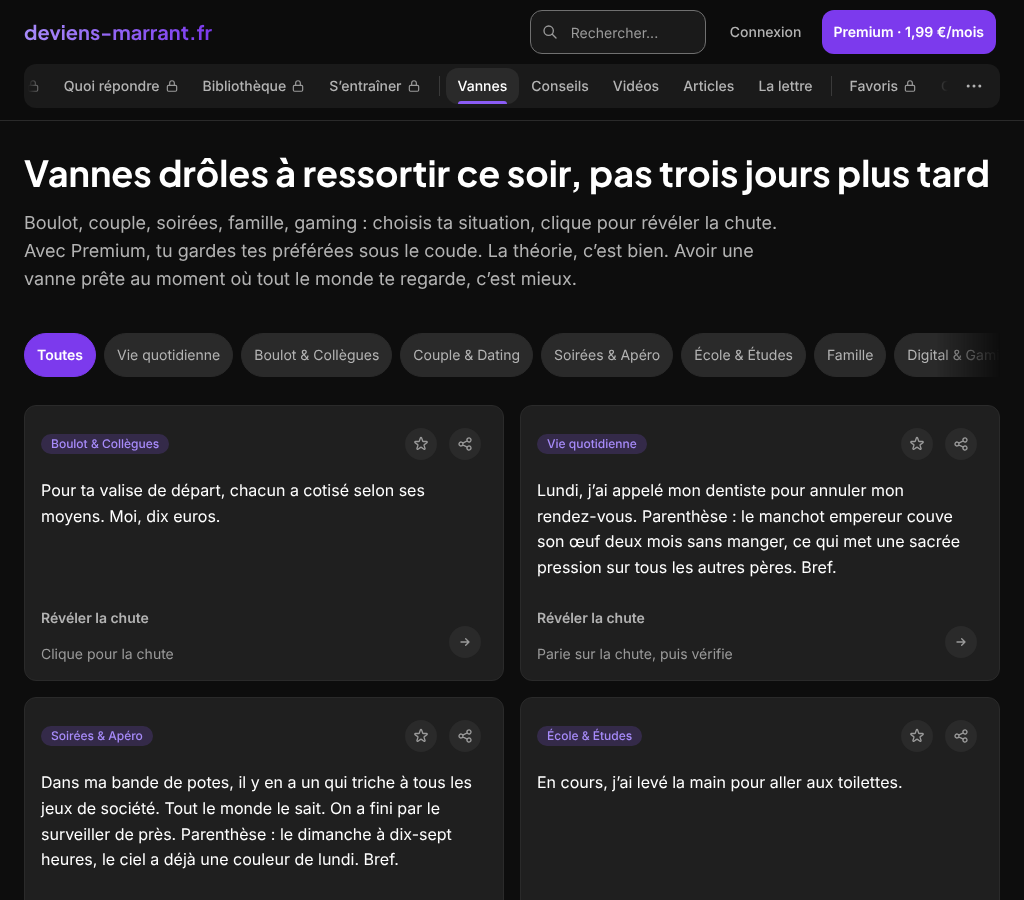 deviens-marrant.fr
Rechercher...
Connexion
Premium · 1,99 €/mois
Quoi répondre
Bibliothèque
S’entraîner
Vannes
Conseils
Vidéos
Articles
La lettre
Favoris
Vannes drôles à ressortir ce soir, pas trois jours plus tard
Boulot, couple, soirées, famille, gaming : choisis ta situation, clique pour révéler la chute.
Avec Premium, tu gardes tes préférées sous le coude. La théorie, c’est bien. Avoir une
vanne prête au moment où tout le monde te regarde, c’est mieux.
Toutes
Vie quotidienne
Boulot & Collègues
Couple & Dating
Soirées & Apéro
École & Études
Famille
Digital &
Boulot & Collègues
Pour ta valise de départ, chacun a cotisé selon ses
moyens. Moi, dix euros.
Révéler la chute
Clique pour la chute
Vie quotidienne
Lundi, j’ai appelé mon dentiste pour annuler mon
rendez-vous. Parenthèse : le manchot empereur couve
son œuf deux mois sans manger, ce qui met une sacrée
pression sur tous les autres pères. Bref.
Révéler la chute
Parie sur la chute, puis vérifie
Soirées & Apéro
Dans ma bande de potes, il y en a un qui triche à tous les
jeux de société. Tout le monde le sait. On a fini par le
surveiller de près. Parenthèse : le dimanche à dix-sept
heures, le ciel a déjà une couleur de lundi. Bref.
École & Études
En cours, j’ai levé la main pour aller aux toilettes.